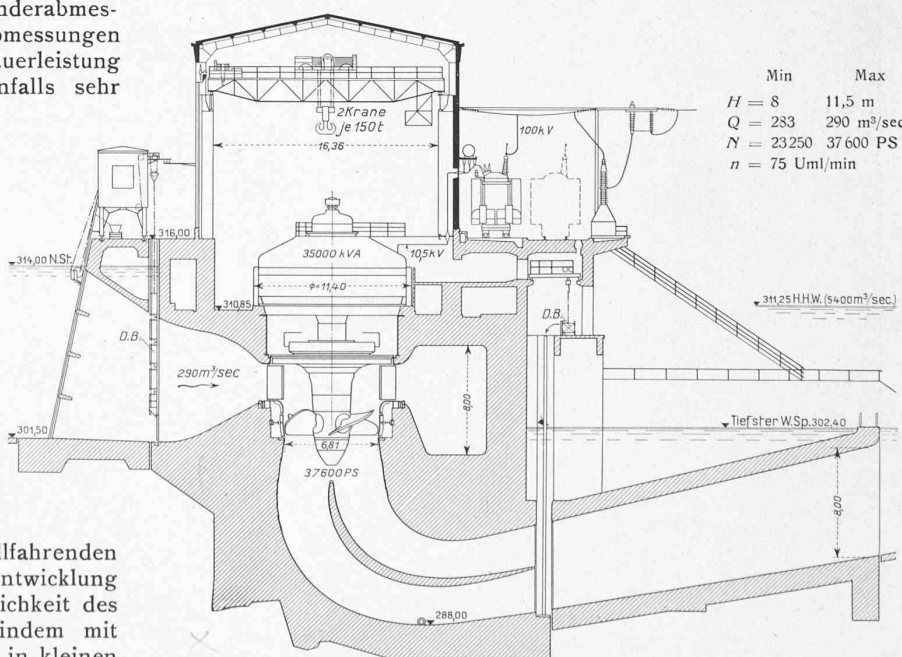 nderabmes-
omessungen
auerleistung
nfalls sehr
Min Max
H = 8 11,5 m
Q = 283 290 m³/sec
N = 23250 37600 PS
n = 75 Uml/min
2 Krane
je 150 t
16,36
100 kV
316,00
35000 kVA
10,5 kV
314,00 N.St.
Φ=11,40
310,85
311,25 H.H.W. (5400 m³/sec.)
D.B.
D.B.
290 m³/sec
8,00
301,50
6,81
Tiefster W.Sp. 302,40
37600 PS
8,00
288,00
llfahrenden
entwicklung
lichkeit des
indem mit
in kleinen